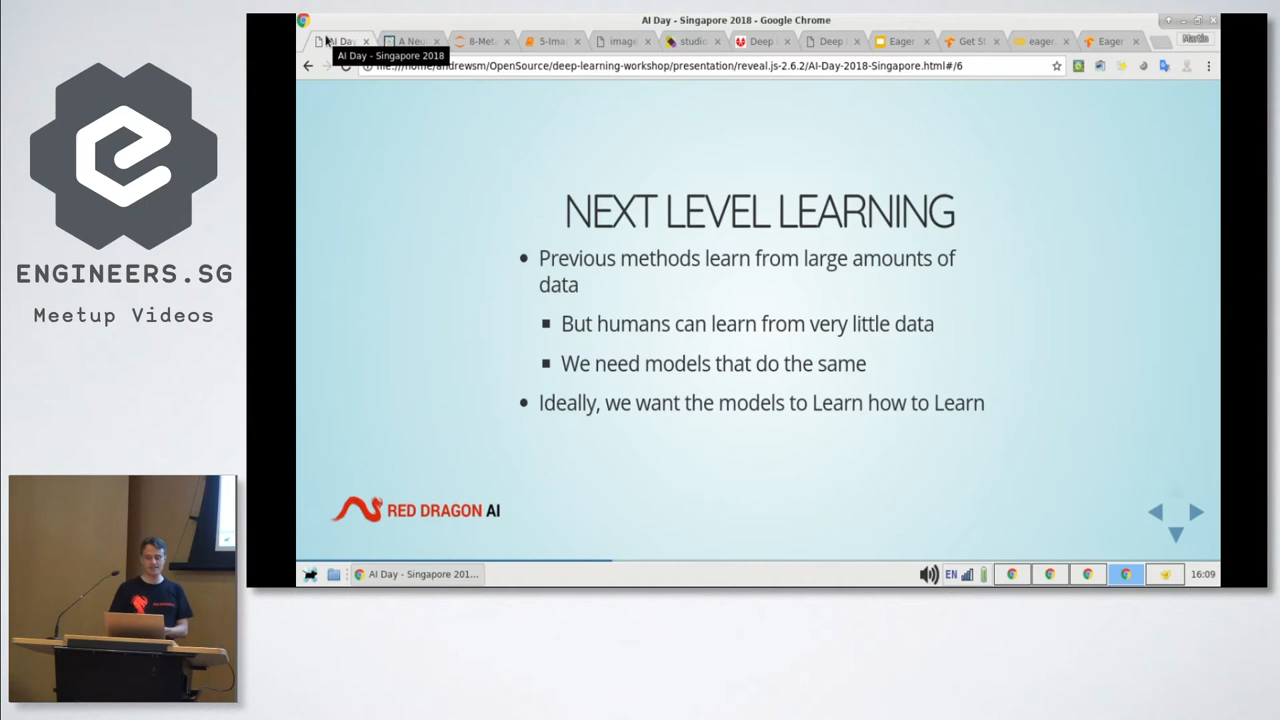 AI Day - Singapore 2018 - Google Chrome
AI Day
A Neu
8-Met
5-Ima
image
studio
Deep
Deep
Eager
Get S
eager
Eager
Martin
AI Day - Singapore 2018
/home/andrewsm/OpenSource/deep-learning-workshop/presentation/reveal.js-2.6.2/AI-Day-2018-Singapore.html#/6
ENGINEERS.SG
Meetup Videos
NEXT LEVEL LEARNING
Previous methods learn from large amounts of
data
But humans can learn from very little data
We need models that do the same
Ideally, we want the models to Learn how to Learn
RED DRAGON AI
AI Day - Singapore 201...
EN
16:09